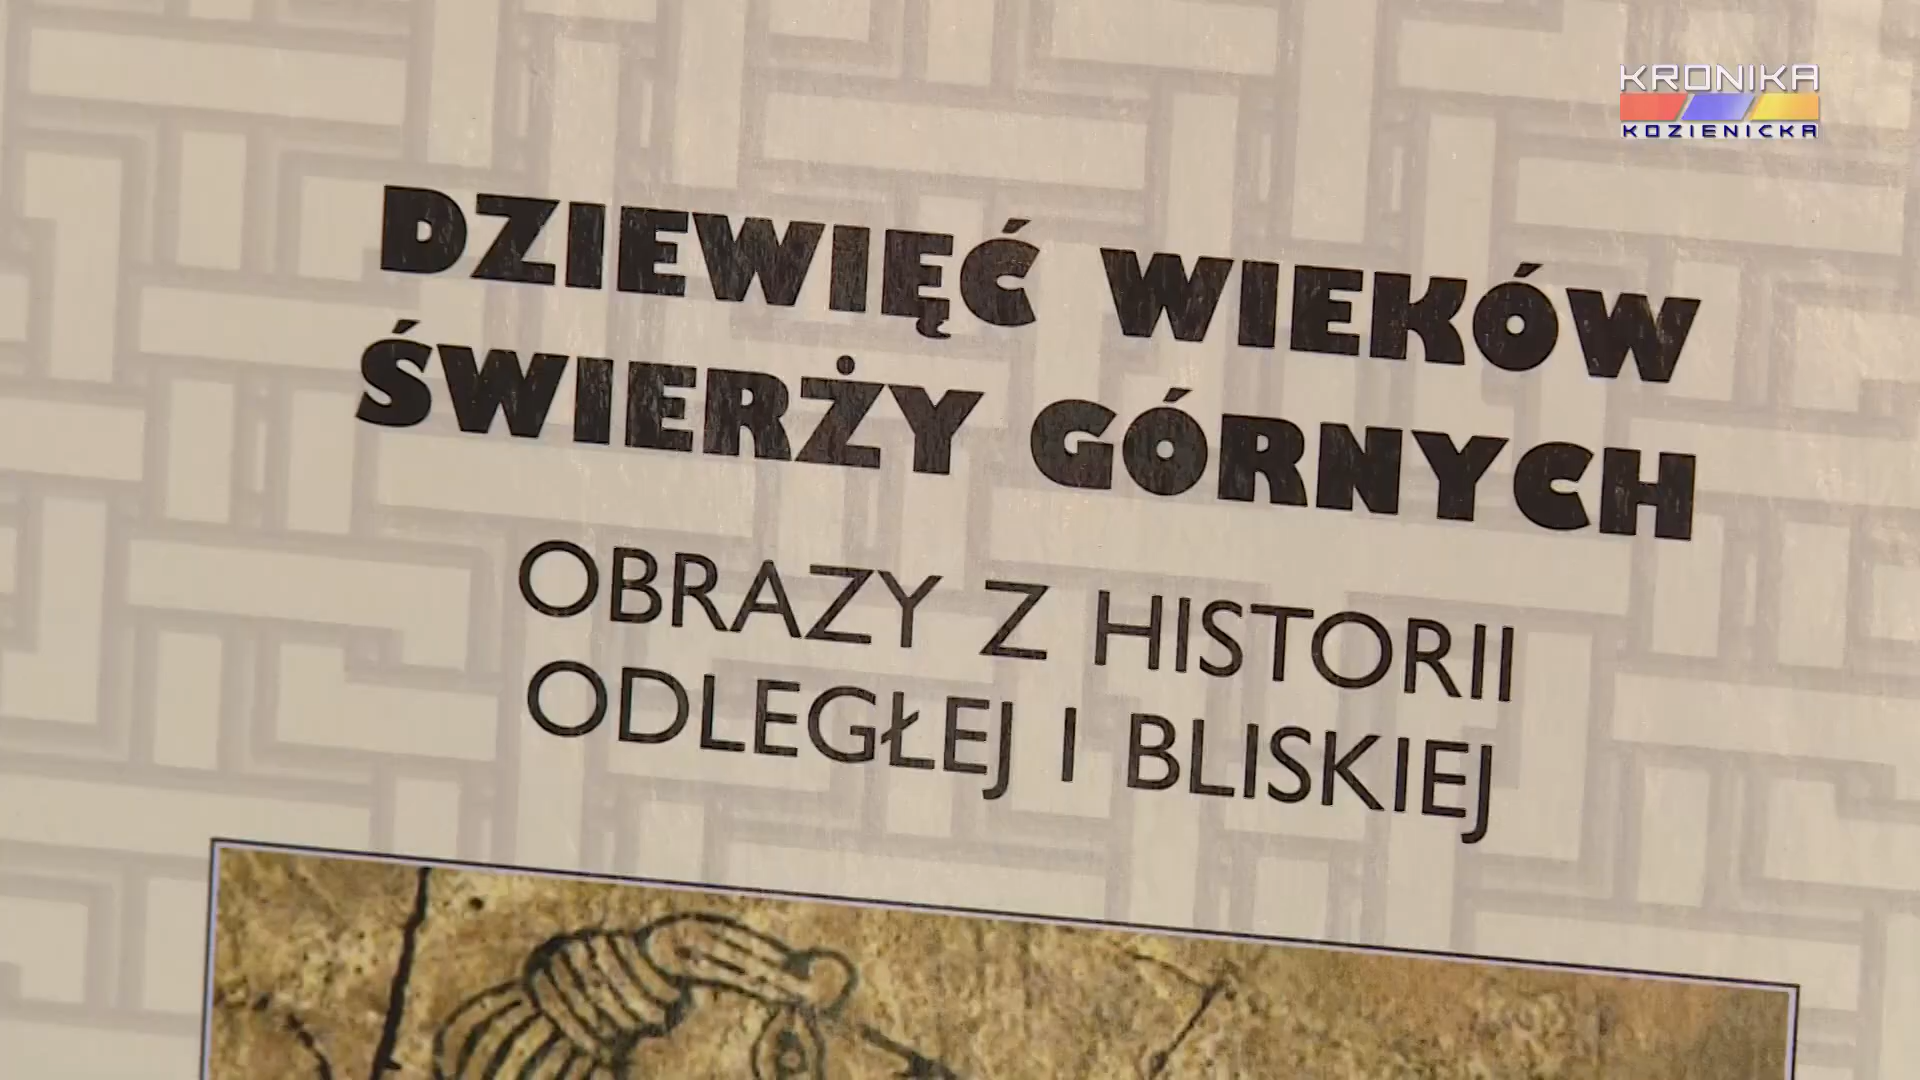 KRONIKA
KOZIENICKA
DZIEWIĘĆ WIEKÓW
ŚWIERŻY GÓRNYCH
OBRAZY Z HISTORII
ODLEGŁEJ I BLISKIEJ